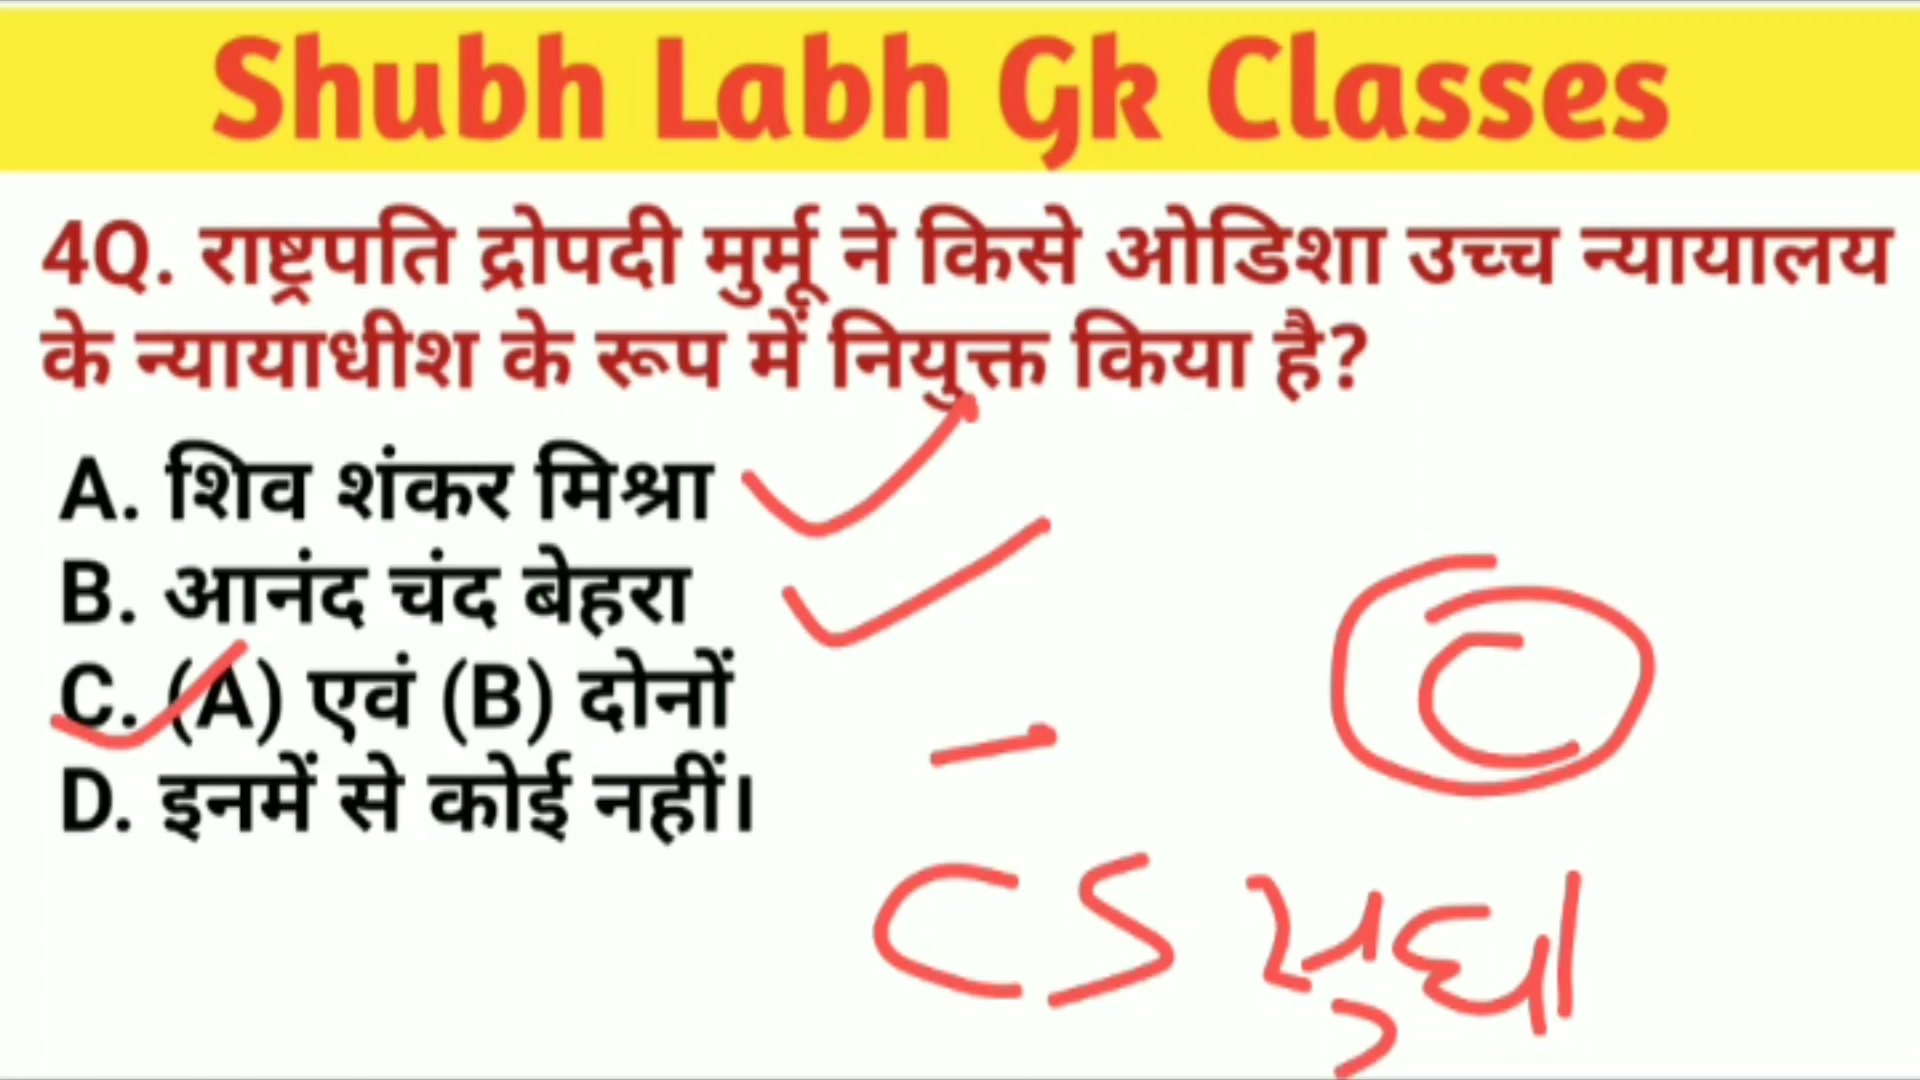 Shubh Labh Gk Classes
4Q. राष्ट्रपति द्रोपदी मुर्मू ने किसे ओडिशा उच्च न्यायालय
के न्यायाधीश के रूप में नियुक्त किया है?
A. शिव शंकर मिश्रा
B. आनंद चंद बेहरा
C. (A) एवं (B) दोनों
D. इनमें से कोई नहीं।
C
CS सुधा